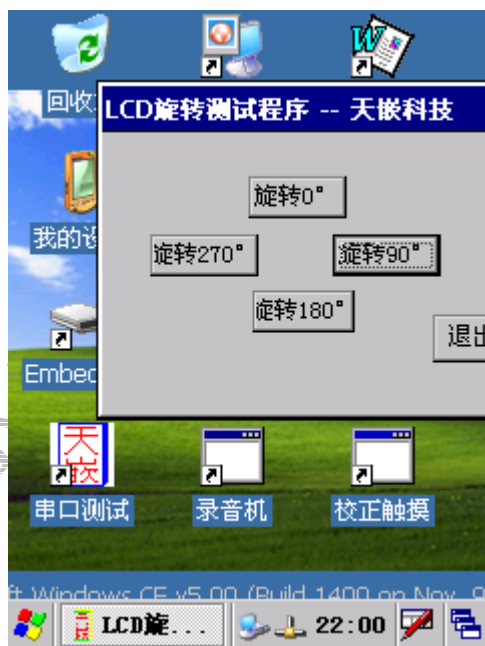 回收
LCD旋转测试程序 -- 天嵌科技
旋转0°
我的设
旋转270°
旋转90°
旋转180°
退出
Embed
天
嵌
串口测试
录音机
校正触摸
ft Windows CE v5.00 (Build 1400 on Nov 9
LCD旋...
22:00